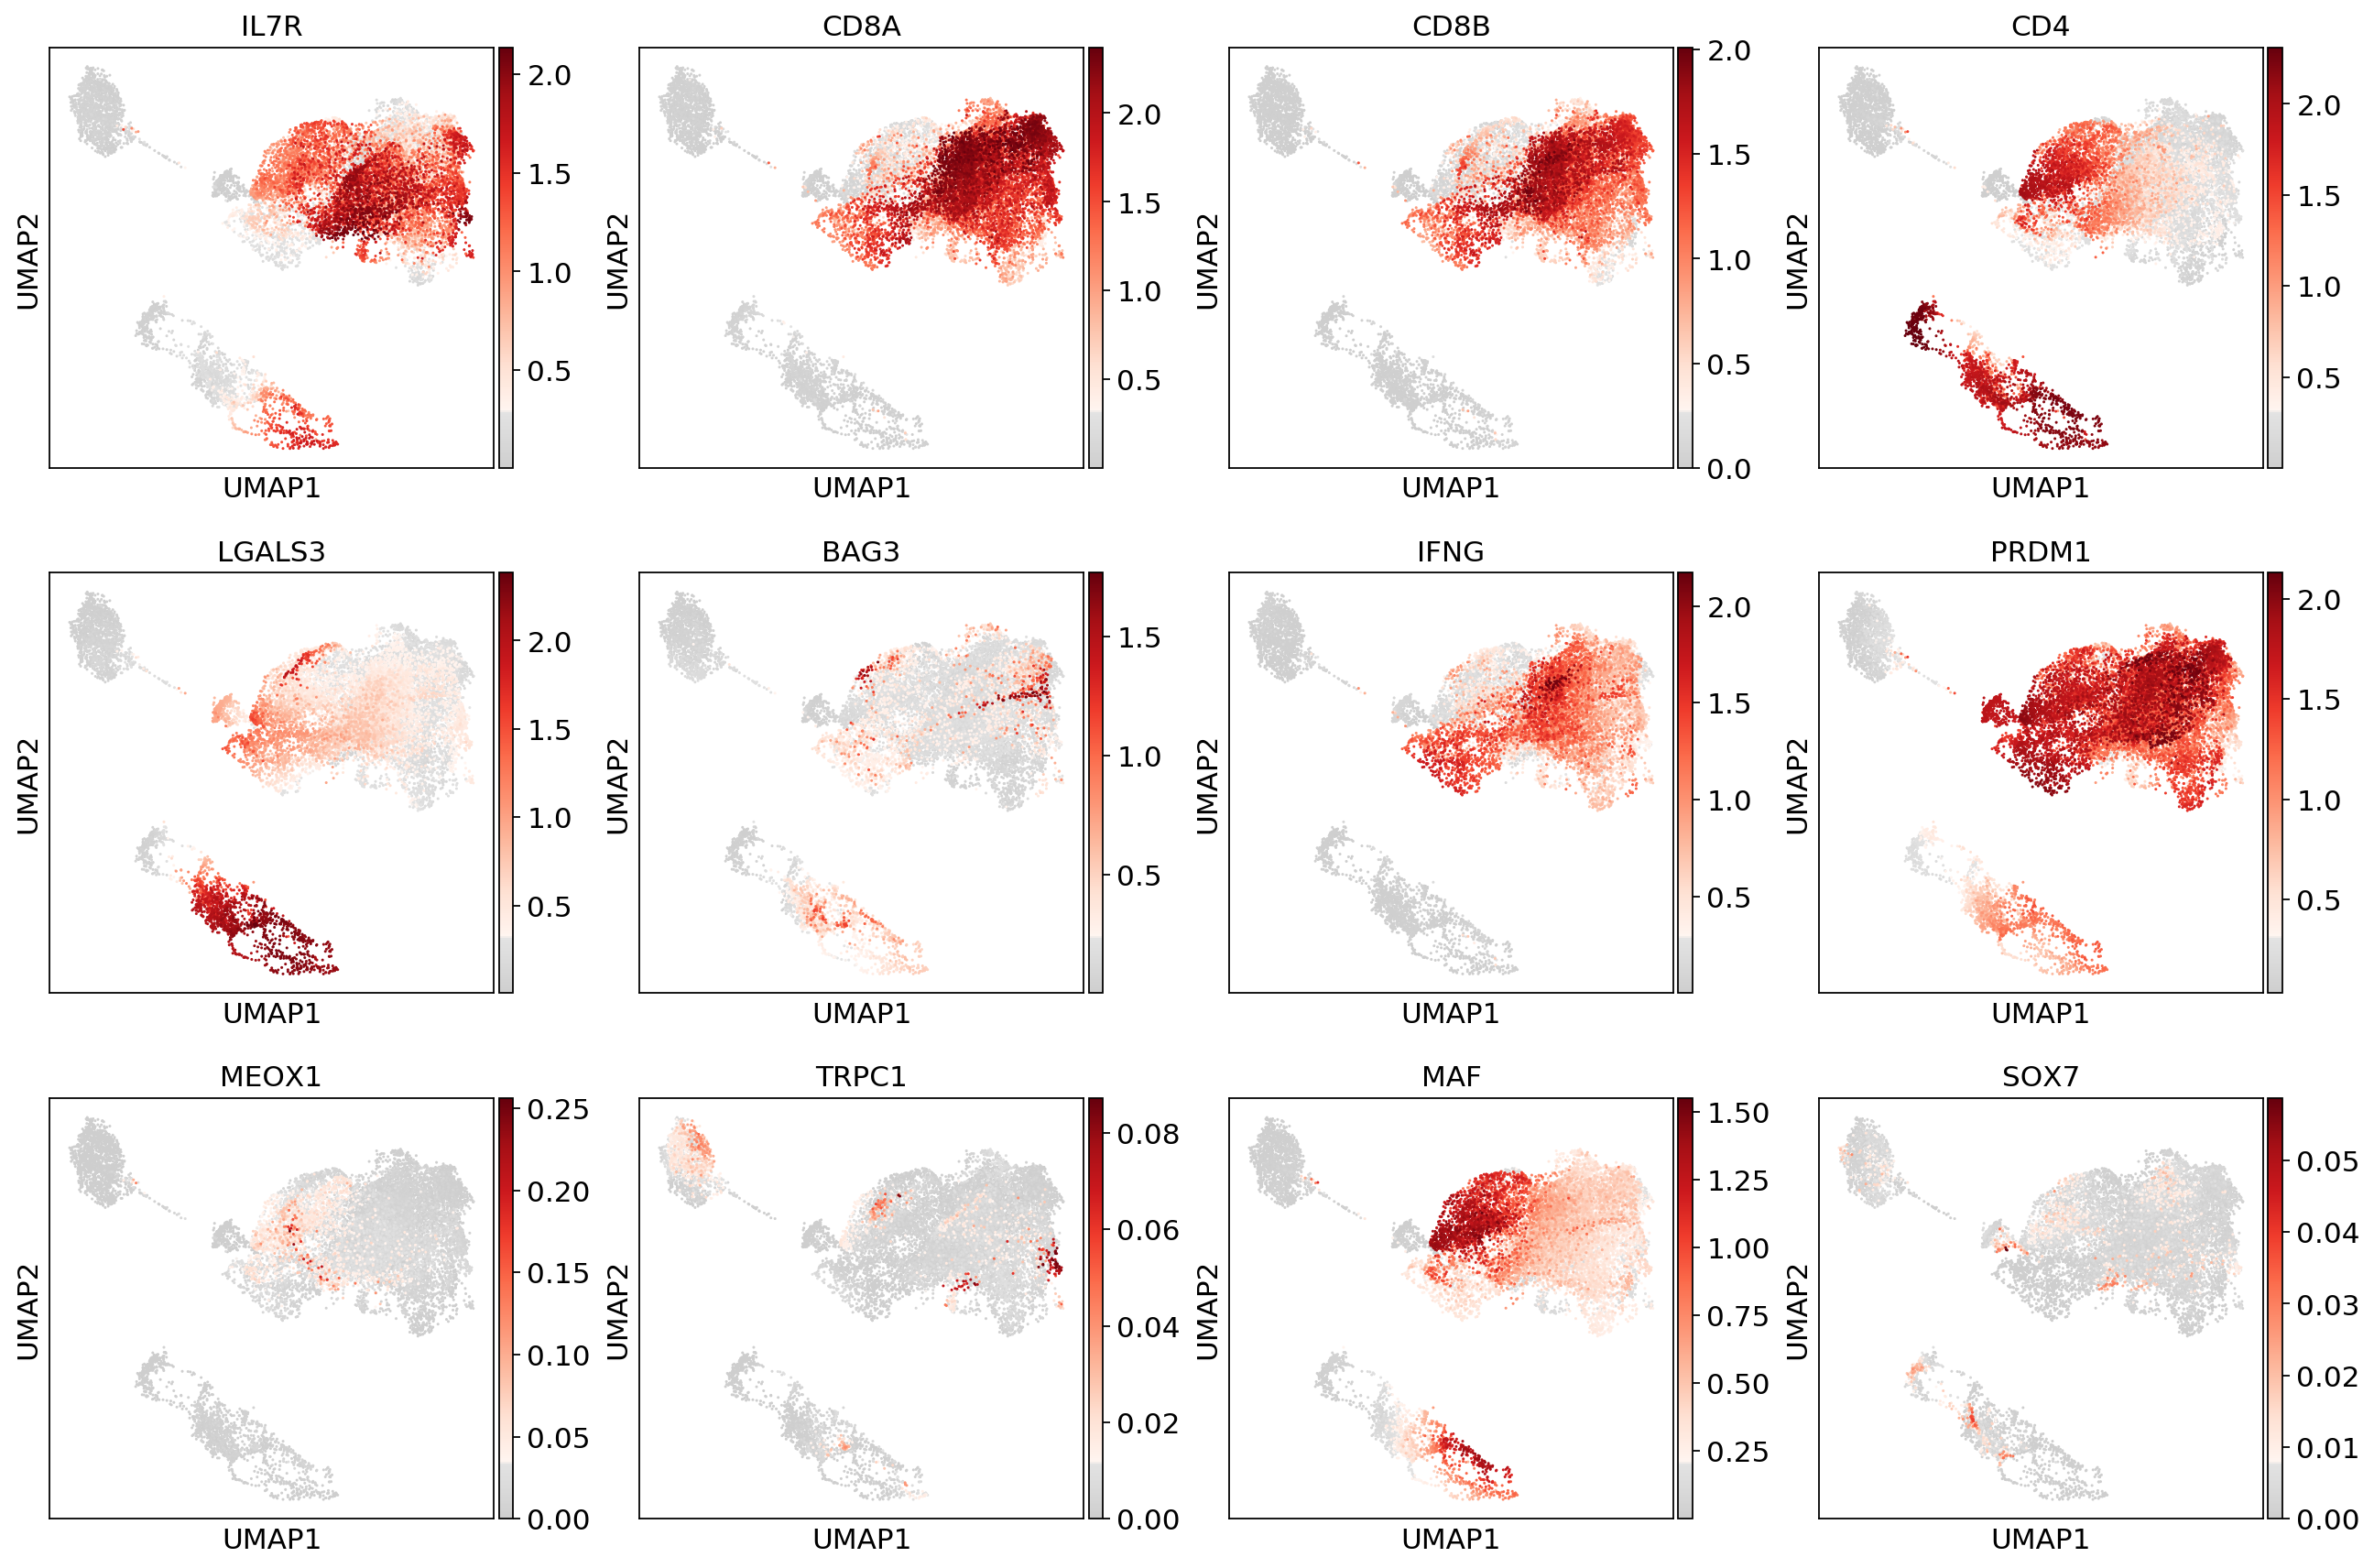 IL7R
CD8A
CD8B
CD4
UMAP2
2.0
1.5
1.0
0.5
UMAP1
UMAP2
2.0
1.5
1.0
0.5
UMAP1
UMAP2
2.0
1.5
1.0
0.5
0.0
UMAP1
UMAP2
2.0
1.5
1.0
0.5
UMAP1
LGALS3
BAG3
IFNG
PRDM1
UMAP2
2.0
1.5
1.0
0.5
UMAP1
UMAP2
1.5
1.0
0.5
UMAP1
UMAP2
2.0
1.5
1.0
0.5
UMAP1
UMAP2
2.0
1.5
1.0
0.5
UMAP1
MEOX1
TRPC1
MAF
SOX7
UMAP2
0.25
0.20
0.15
0.10
0.05
0.00
UMAP1
UMAP2
0.08
0.06
0.04
0.02
0.00
UMAP1
UMAP2
1.50
1.25
1.00
0.75
0.50
0.25
UMAP1
UMAP2
0.05
0.04
0.03
0.02
0.01
0.00
UMAP1